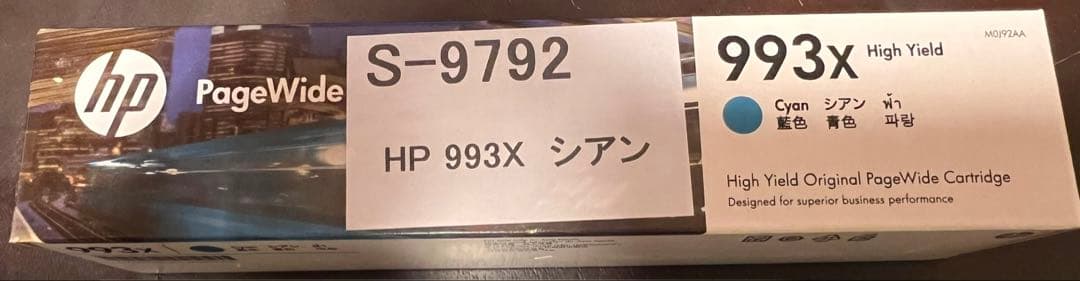 hp
PageWide
S-9792
HP 993X シアン
993x High Yield
M0J92AA
Cyan シアン ฟ้า
藍色 青色 파랑
High Yield Original PageWide Cartridge
Designed for superior business performance
993x